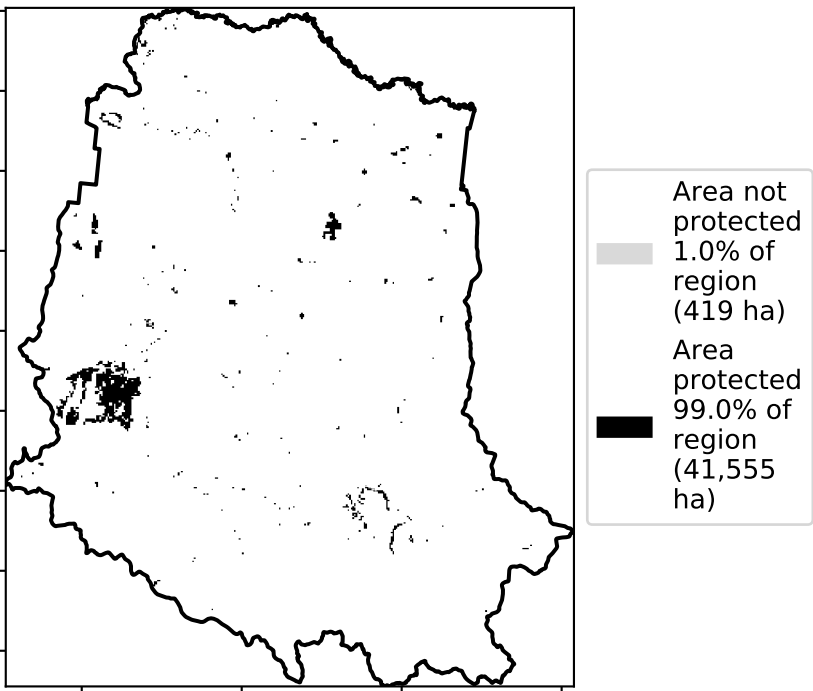 Area not
protected
1.0% of
region
(419 ha)
Area
protected
99.0% of
region
(41,555
ha)